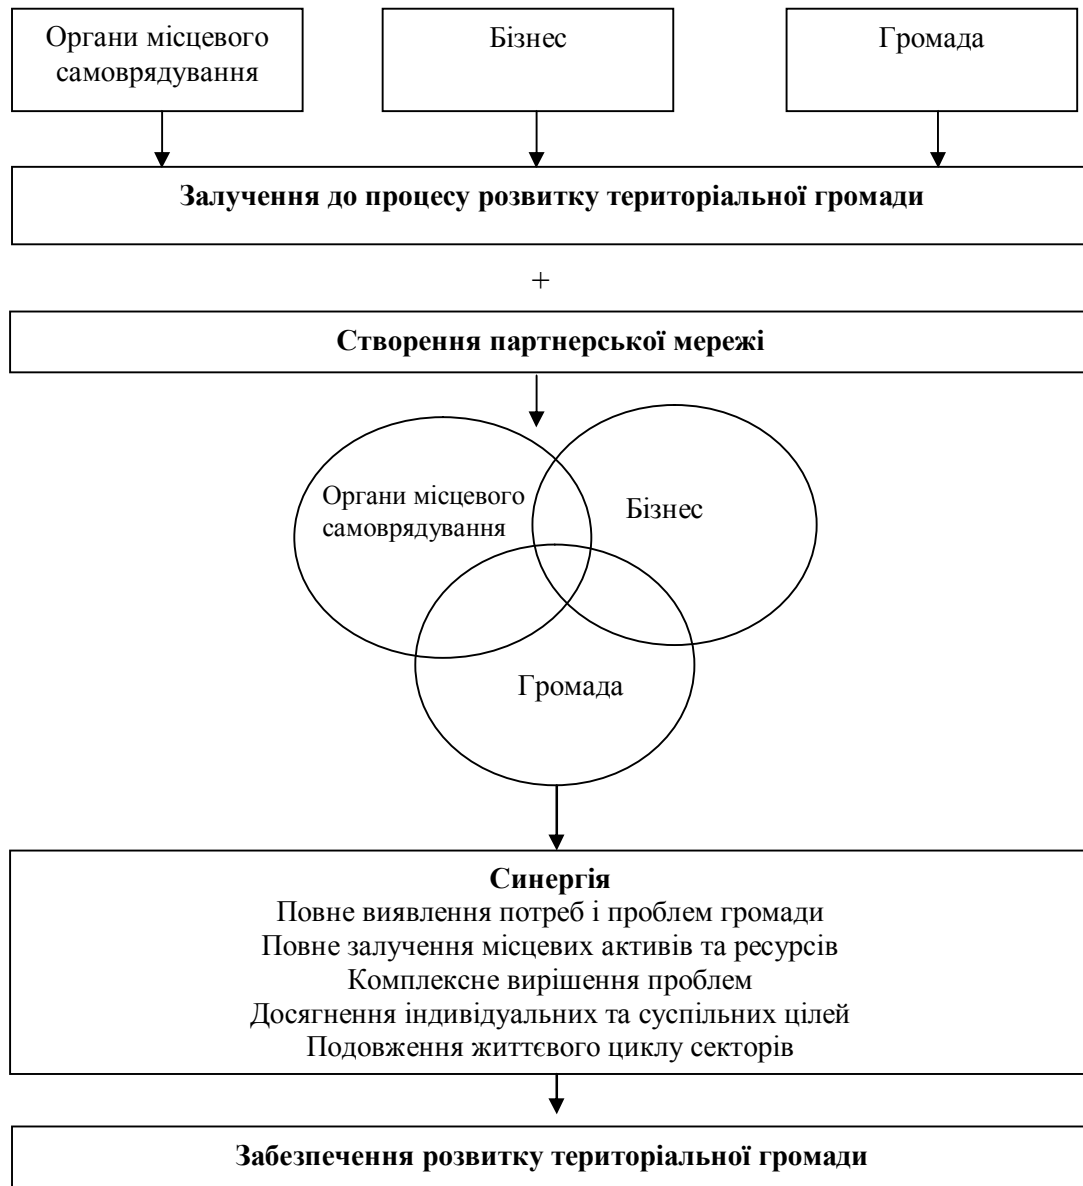 Органи місцевого
самоврядування
Бізнес
Громада
Залучення до процесу розвитку територіальної громади
+
Створення партнерської мережі
Органи місцевого
самоврядування
Бізнес
Громада
Синергія
Повне виявлення потреб і проблем громади
Повне залучення місцевих активів та ресурсів
Комплексне вирішення проблем
Досягнення індивідуальних та суспільних цілей
Подовження життєвого циклу секторів
Забезпечення розвитку територіальної громади